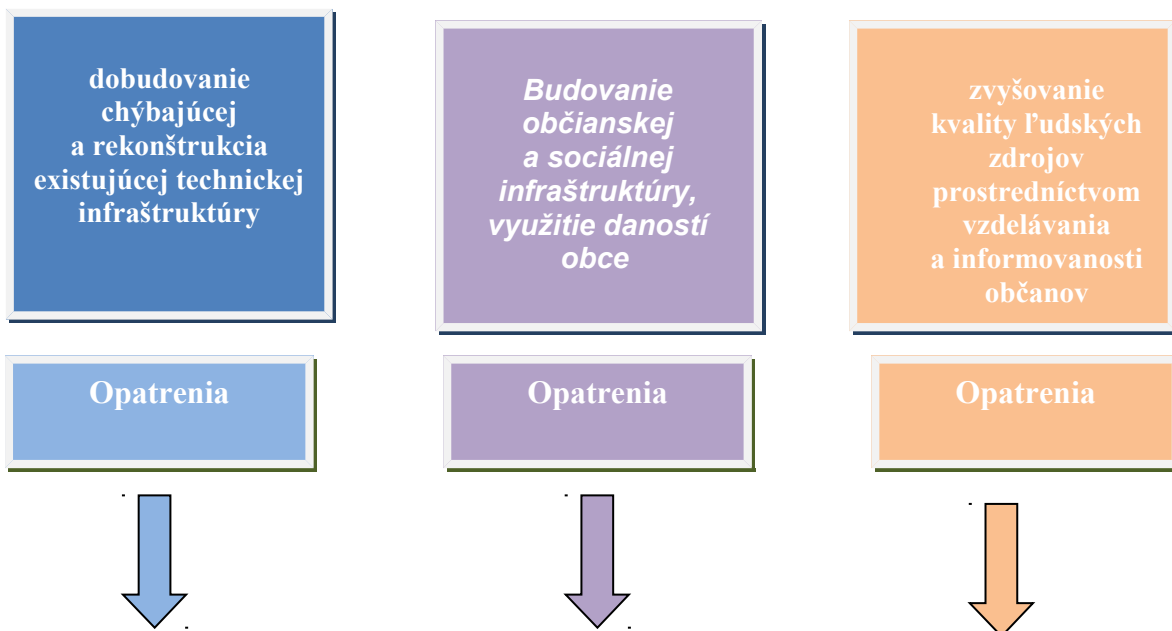 dobudovanie
chýbajúcej
a rekonštrukcia
existujúcej technickej
infraštruktúry
Budovanie
občianskej
a sociálnej
infraštruktúry,
využitie daností
obce
zvyšovanie
kvality ľudských
zdrojov
prostredníctvom
vzdelávania
a informovanosti
občanov
Opatrenia
Opatrenia
Opatrenia